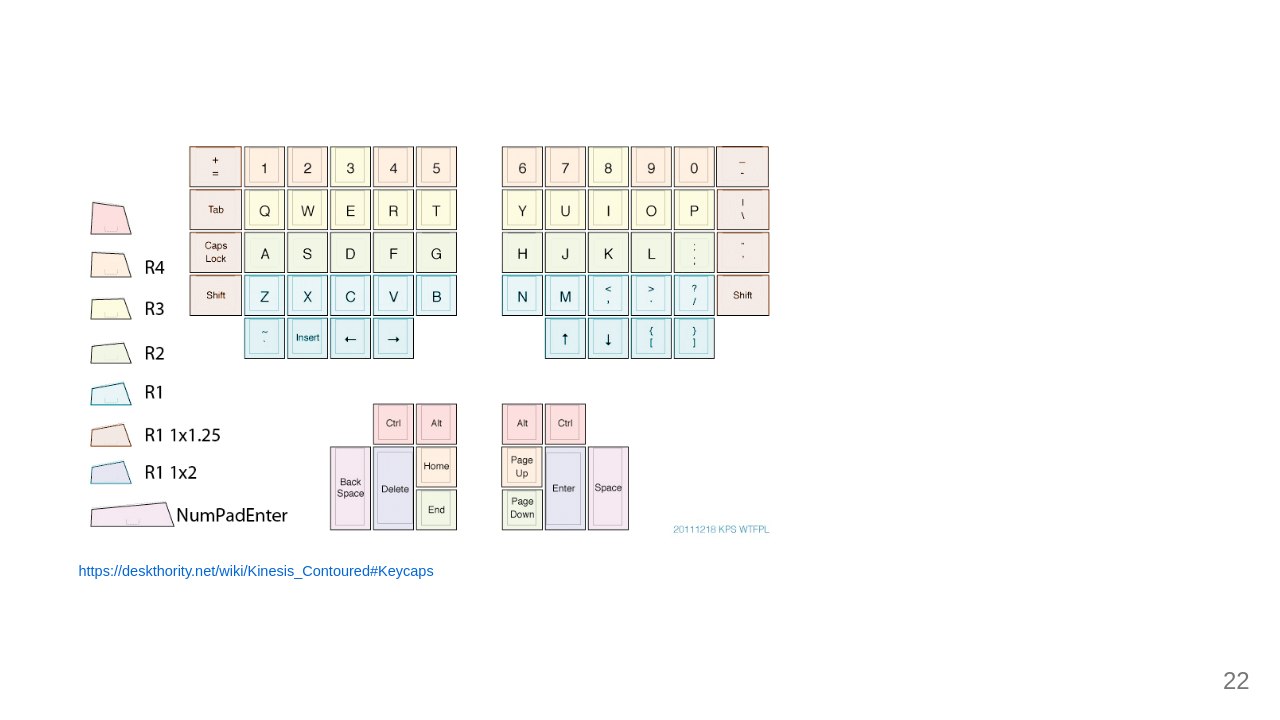 + 1 2 3 4 5 6 7 8 9 0 _
= -
Tab Q W E R T Y U I O P |
\
R4
Caps A S D F G H J K L : "
Lock ; '
R3
Shift Z X C V B N M < > ? Shift
, . /
R2
~ Insert ← → ↑ ↓ { }
` [ ]
R1
Ctrl Alt Alt Ctrl
R1 1x1.25
Home Page
Up
R1 1x2
Back Delete Enter Space
Space
End Page
Down
NumPadEnter
20111218 KPS WTFPL
https://deskthority.net/wiki/Kinesis_Contoured#Keycaps
22